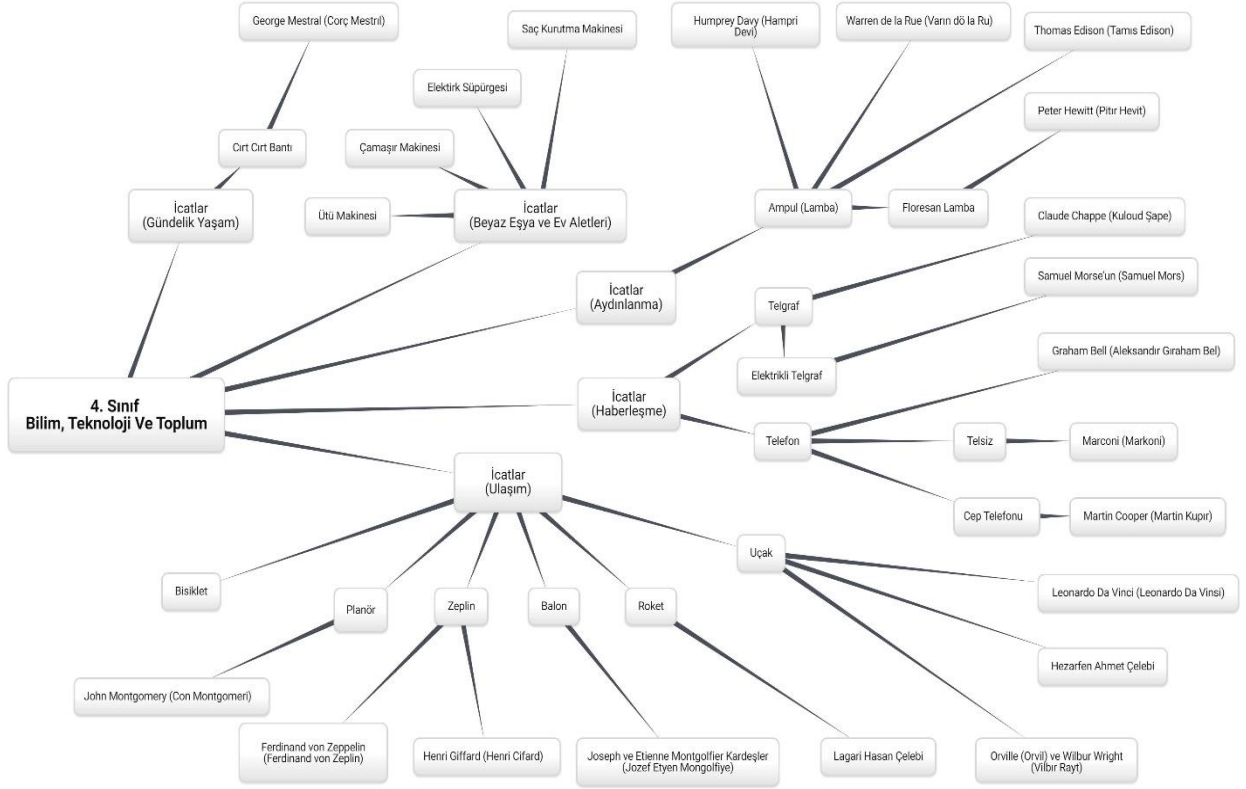 George Mestral (Corç Mestril)
Saç Kurutma Makinesi
Humprey Davy (Hampri
Devi)
Warren de la Rue (Varın dö la Ru)
Thomas Edison (Tamıs Edison)
Elektirk Süpürgesi
Peter Hewitt (Pitır Hevit)
Cırt Cırt Bantı
Çamaşır Makinesi
İcatlar
(Gündelik Yaşam)
Ütü Makinesi
İcatlar
(Beyaz Eşya ve Ev Aletleri)
Ampul (Lamba)
Floresan Lamba
Claude Chappe (Kuloud Şape)
İcatlar
(Aydınlanma)
Telgraf
Samuel Morse'un (Samuel Mors)
Elektrikli Telgraf
Graham Bell (Aleksandır Gıraham Bel)
4. Sınıf
Bilim, Teknoloji Ve Toplum
İcatlar
(Haberleşme)
Telefon
Telsiz
Marconi (Markoni)
İcatlar
(Ulaşım)
Cep Telefonu
Martin Cooper (Martin Kupır)
Uçak
Bisiklet
Planör
Zeplin
Balon
Roket
Leonardo Da Vinci (Leonardo Da Vinsi)
Hezarfen Ahmet Çelebi
John Montgomery (Con Montgomeri)
Ferdinand von Zeppelin
(Ferdinand von Zeplin)
Henri Giffard (Henri Cifard)
Joseph ve Etienne Montgolfier Kardeşler
(Jozef Etyen Mongolfiye)
Lagari Hasan Çelebi
Orville (Orvil) ve Wilbur Wright
(Vilbır Rayt)